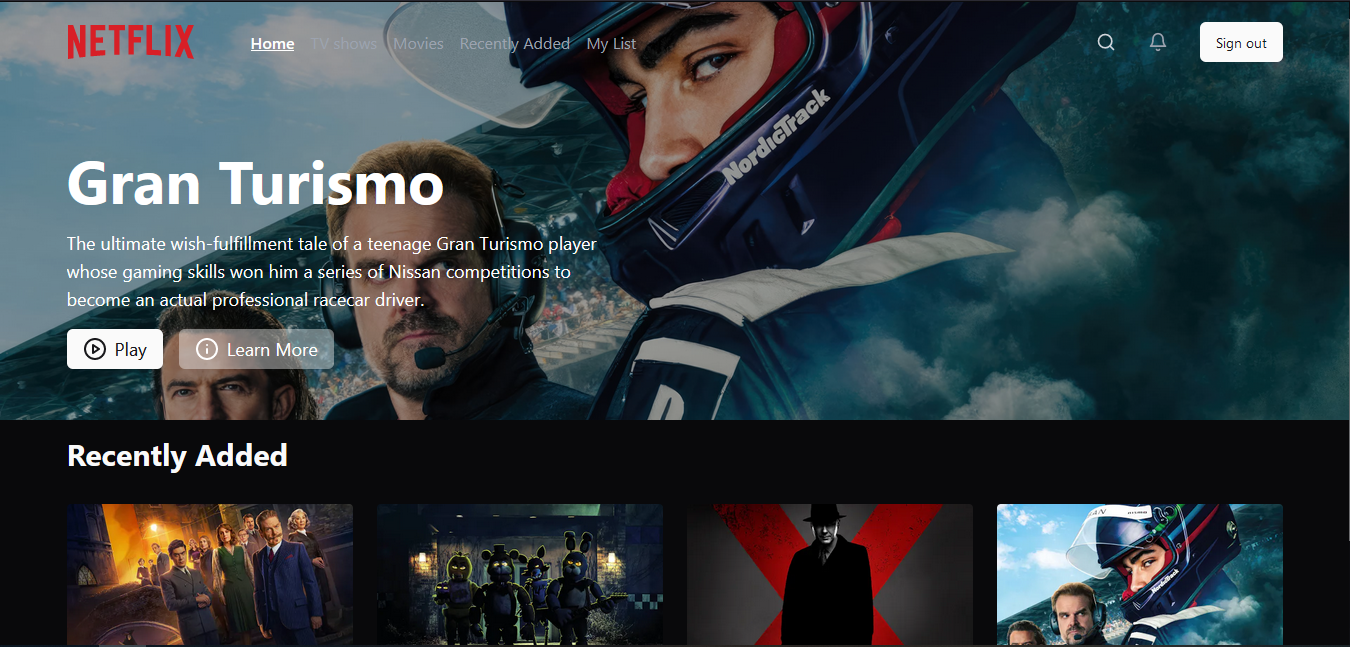 NETFLIX
Home TV shows Movies Recently Added My List
Sign out
NordicTrack
Gran Turismo
The ultimate wish-fulfillment tale of a teenage Gran Turismo player
whose gaming skills won him a series of Nissan competitions to
become an actual professional racecar driver.
Play
Learn More
Recently Added
NordicTrack